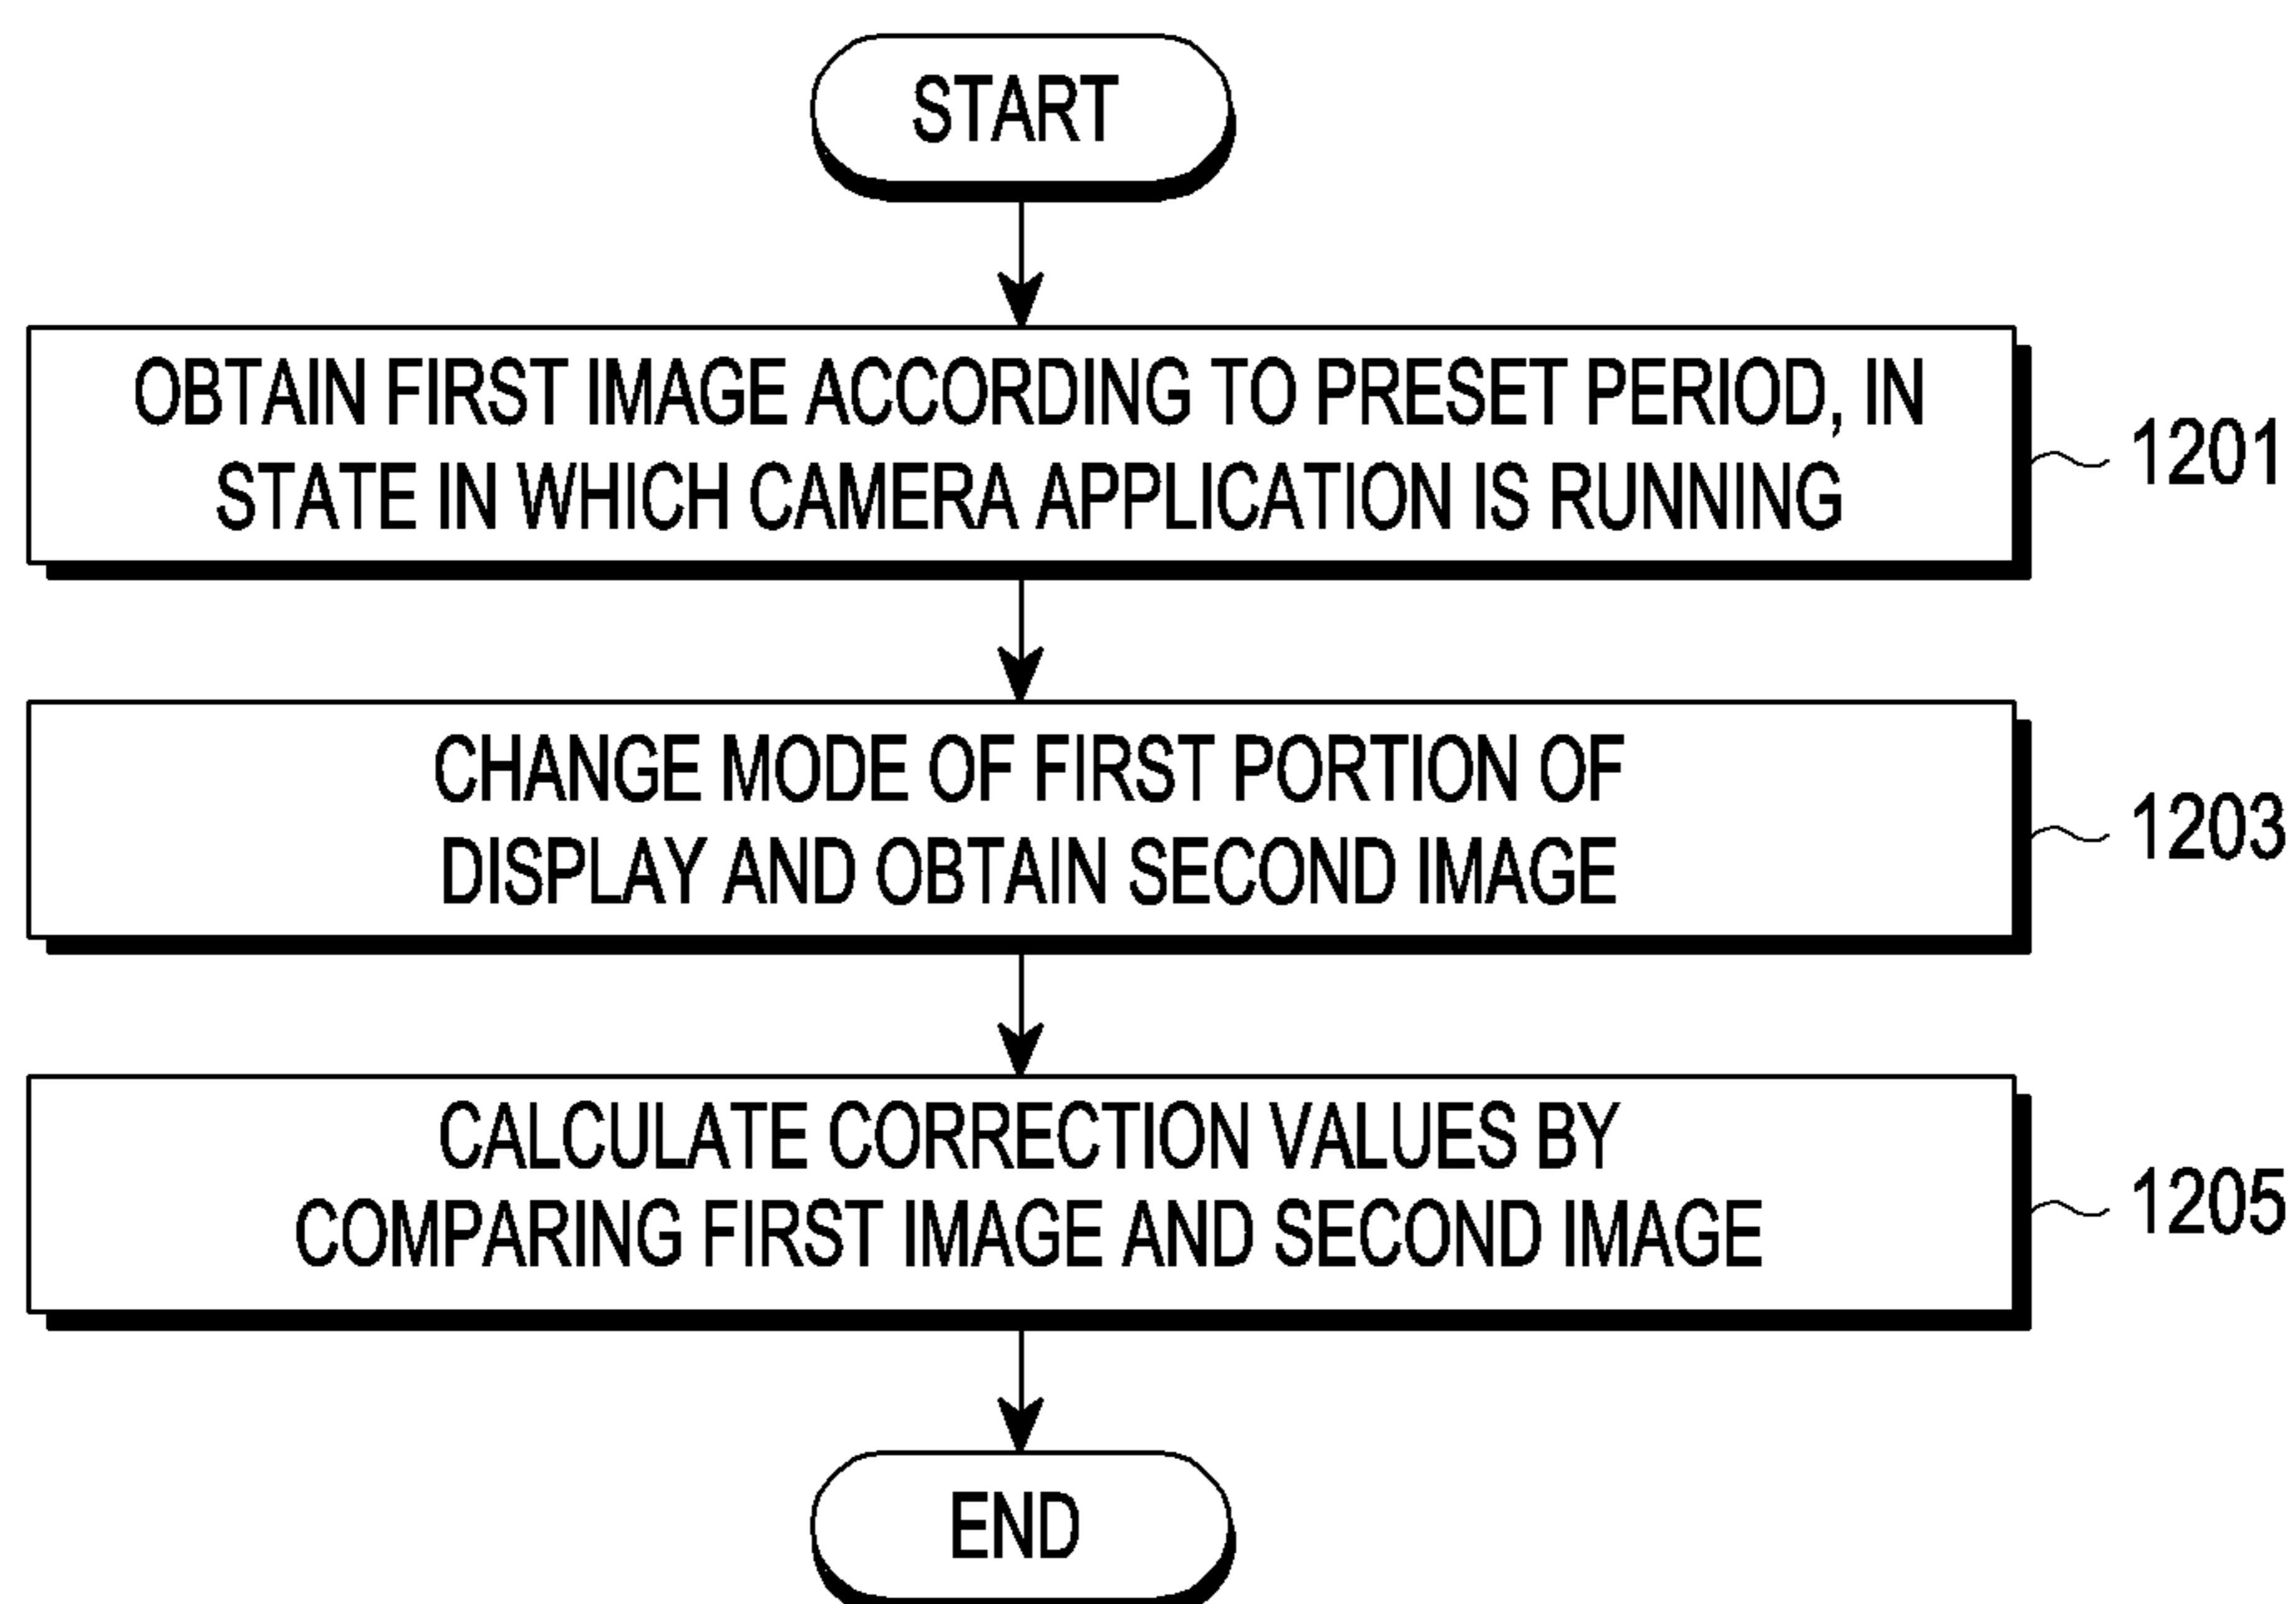 START
OBTAIN FIRST IMAGE ACCORDING TO PRESET PERIOD, IN
STATE IN WHICH CAMERA APPLICATION IS RUNNING
1201
CHANGE MODE OF FIRST PORTION OF
DISPLAY AND OBTAIN SECOND IMAGE
1203
CALCULATE CORRECTION VALUES BY
COMPARING FIRST IMAGE AND SECOND IMAGE
1205
END